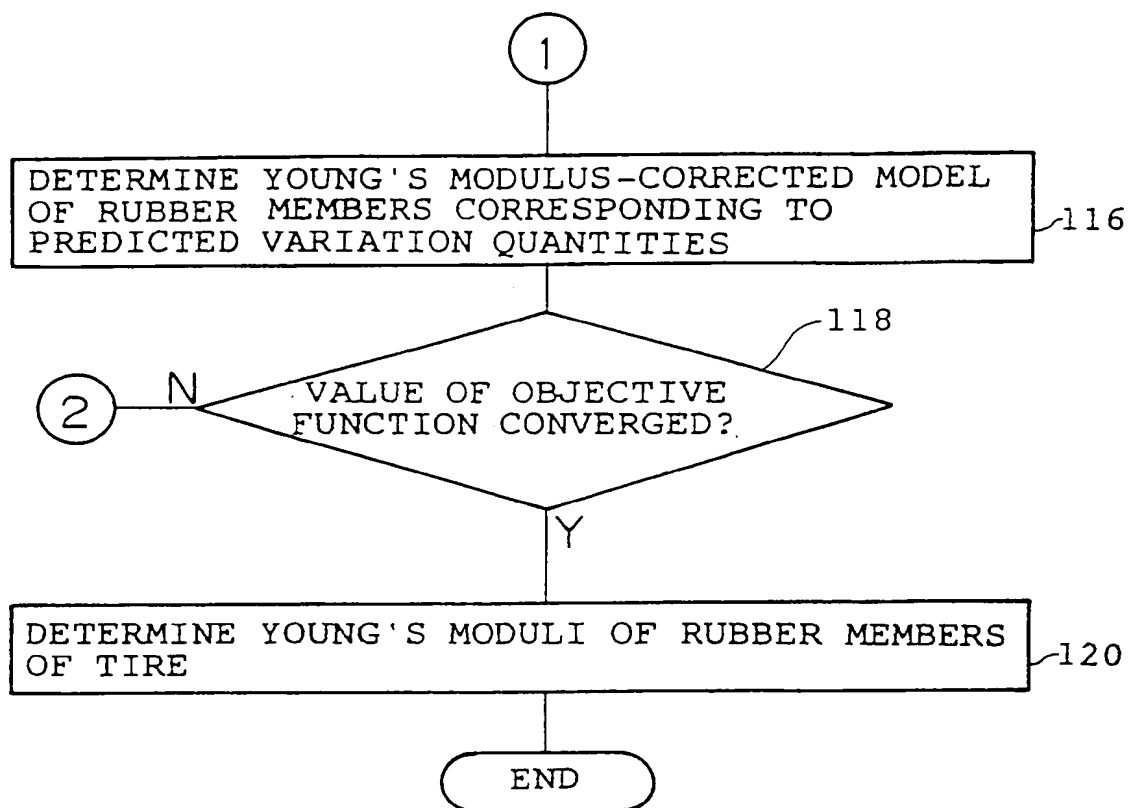 1
DETERMINE YOUNG'S MODULUS-CORRECTED MODEL
OF RUBBER MEMBERS CORRESPONDING TO
PREDICTED VARIATION QUANTITIES
116
118
2
N
VALUE OF OBJECTIVE
FUNCTION CONVERGED?
Y
DETERMINE YOUNG'S MODULI OF RUBBER MEMBERS
OF TIRE
120
END